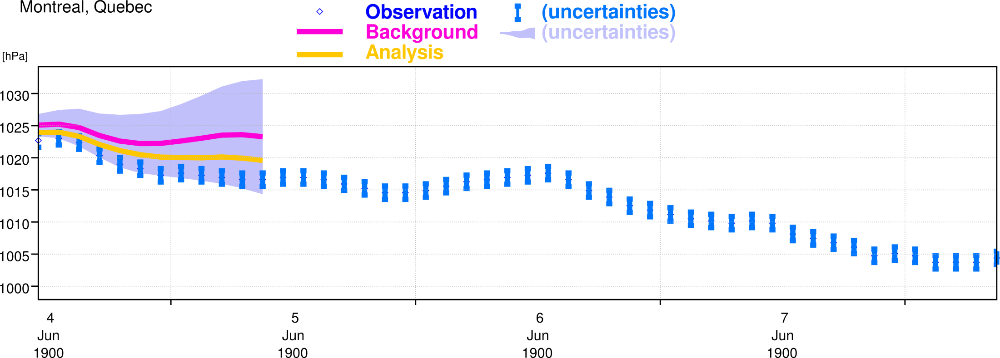 Montreal, Quebec
Observation (uncertainties)
Background (uncertainties)
Analysis
[hPa]
1030
1025
1020
1015
1010
1005
1000
4 5 6 7
Jun Jun Jun Jun
1900 1900 1900 1900